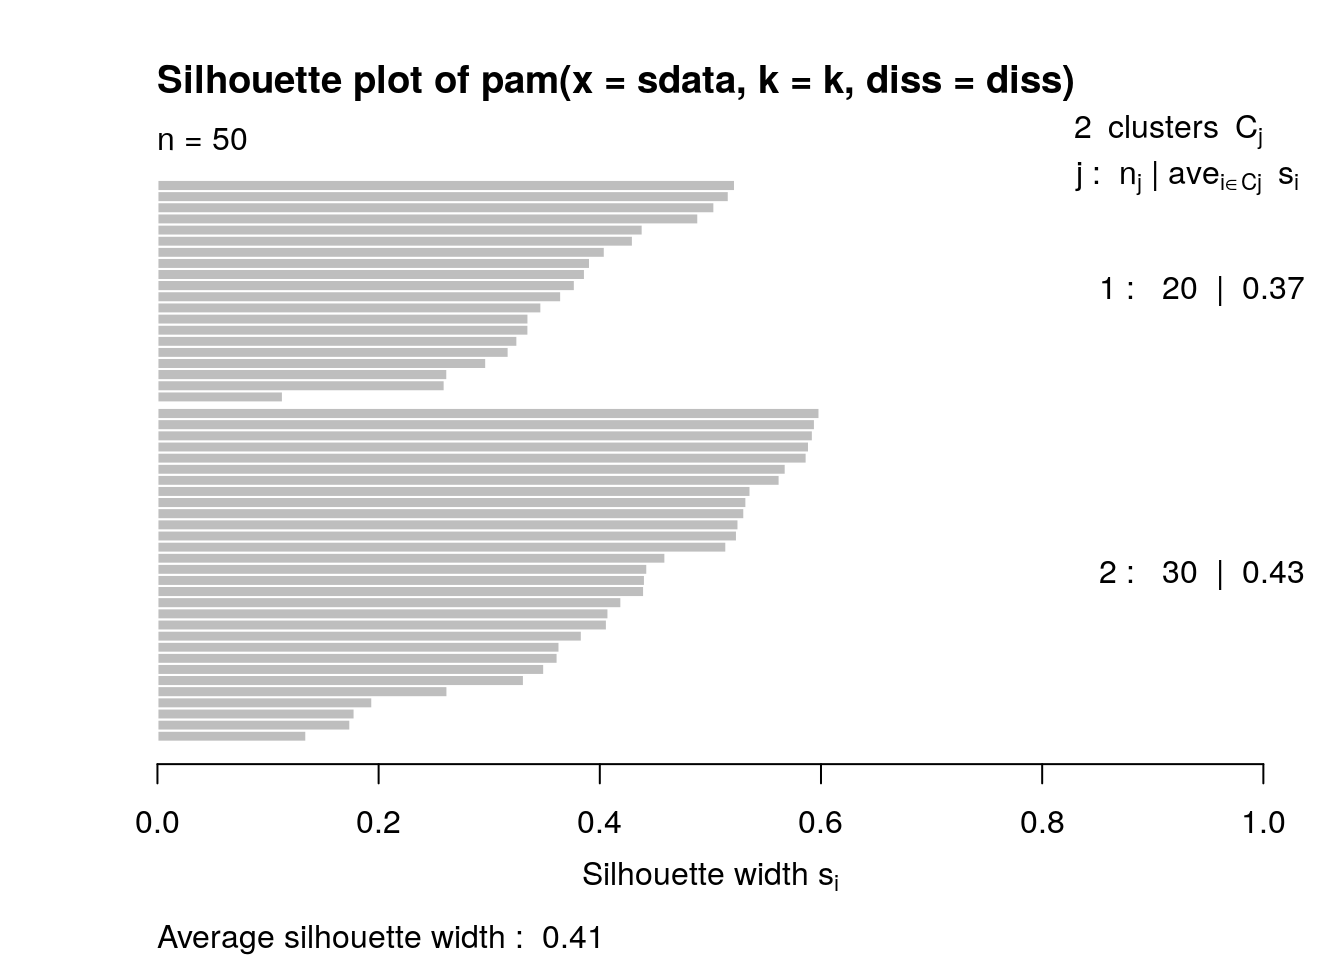 Silhouette plot of pam(x = sdata, k = k, diss = diss)
n = 50
2 clusters Cj
j : nj | avei∈Cj si
1 : 20 | 0.37
2 : 30 | 0.43
0.0 0.2 0.4 0.6 0.8 1.0
Silhouette width si
Average silhouette width : 0.41